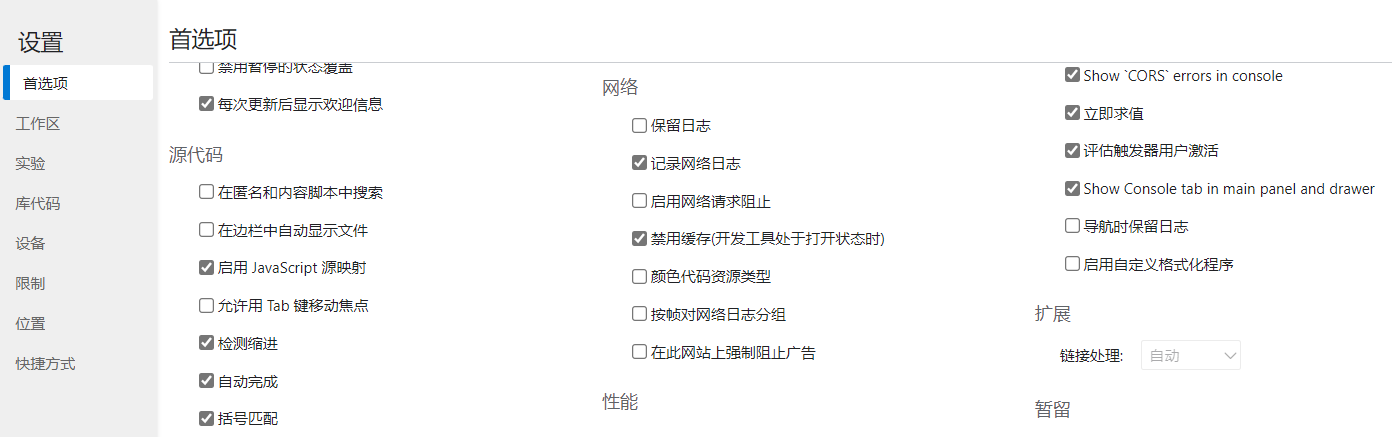 设置
首选项
工作区
实验
库代码
设备
限制
位置
快捷方式
首选项
禁用暂停的状态覆盖
每次更新后显示欢迎信息
源代码
在匿名和内容脚本中搜索
在边栏中自动显示文件
启用 JavaScript 源映射
允许用 Tab 键移动焦点
检测缩进
自动完成
括号匹配
网络
保留日志
记录网络日志
启用网络请求阻止
禁用缓存(开发工具处于打开状态时)
颜色代码资源类型
按帧对网络日志分组
在此网站上强制阻止广告
性能
Show `CORS` errors in console
立即求值
评估触发器用户激活
Show Console tab in main panel and drawer
导航时保留日志
启用自定义格式化程序
扩展
链接处理: 自动
暂留